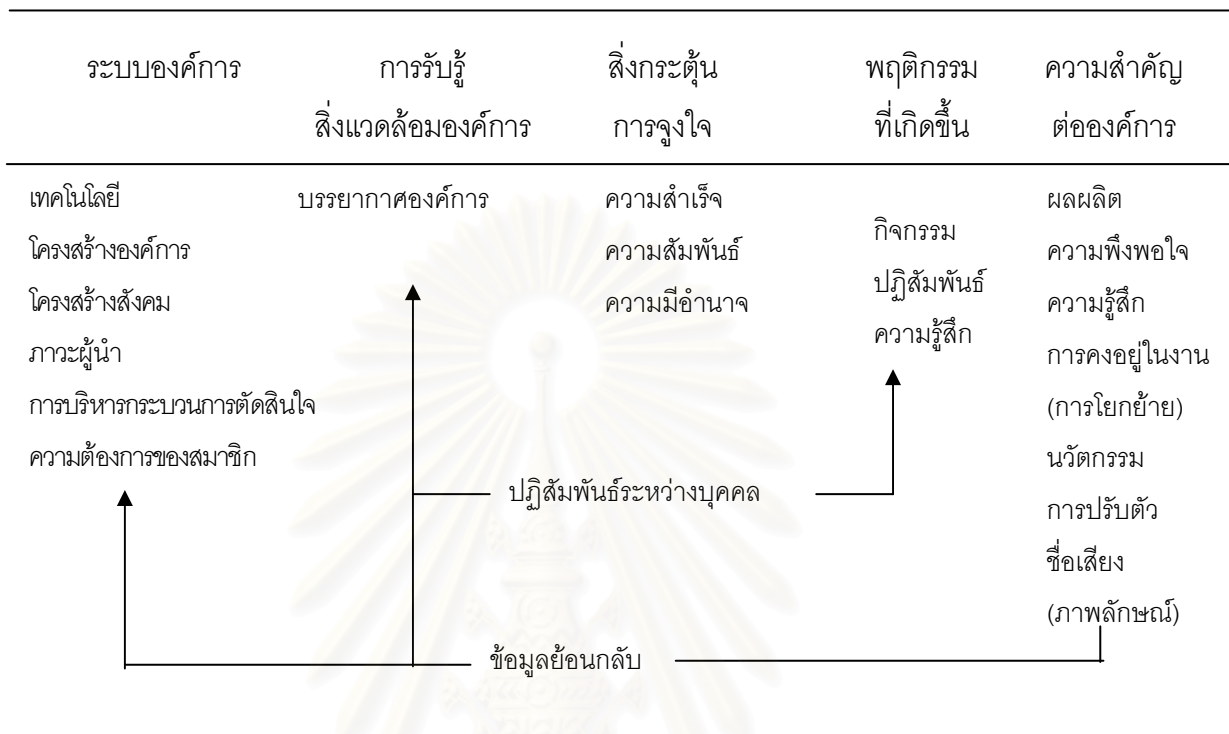 ระบบองค์การ
การรับรู้
สิ่งแวดล้อมองค์การ
สิ่งกระตุ้น
การจูงใจ
พฤติกรรม
ที่เกิดขึ้น
ความสำคัญ
ต่อองค์การ
เทคโนโลยี
โครงสร้างองค์การ
โครงสร้างสังคม
ภาวะผู้นำ
การบริหารกระบวนการตัดสินใจ
ความต้องการของสมาชิก
บรรยากาศองค์การ
ความสำเร็จ
ความสัมพันธ์
ความมีอำนาจ
กิจกรรม
ปฏิสัมพันธ์
ความรู้สึก
ผลผลิต
ความพึงพอใจ
ความรู้สึก
การคงอยู่ในงาน
(การโยกย้าย)
นวัตกรรม
การปรับตัว
ชื่อเสียง
(ภาพลักษณ์)
ปฏิสัมพันธ์ระหว่างบุคคล
ข้อมูลย้อนกลับ